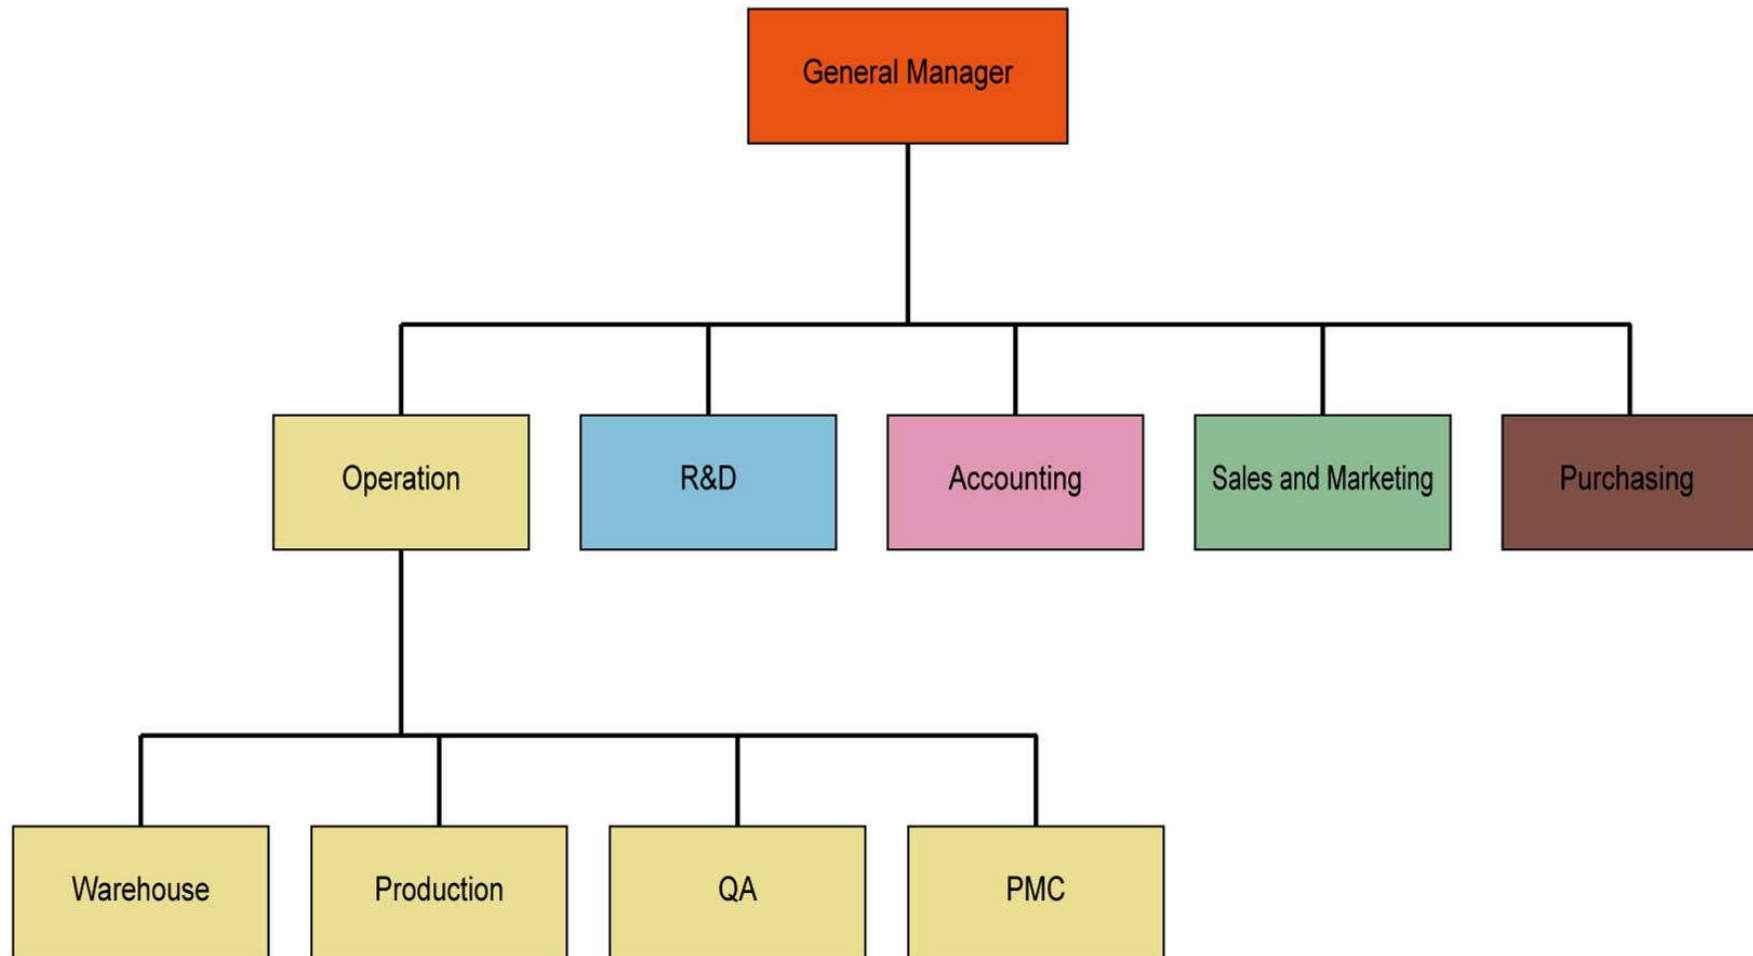 General Manager
Operation
R&D
Accounting
Sales and Marketing
Purchasing
Warehouse
Production
QA
PMC